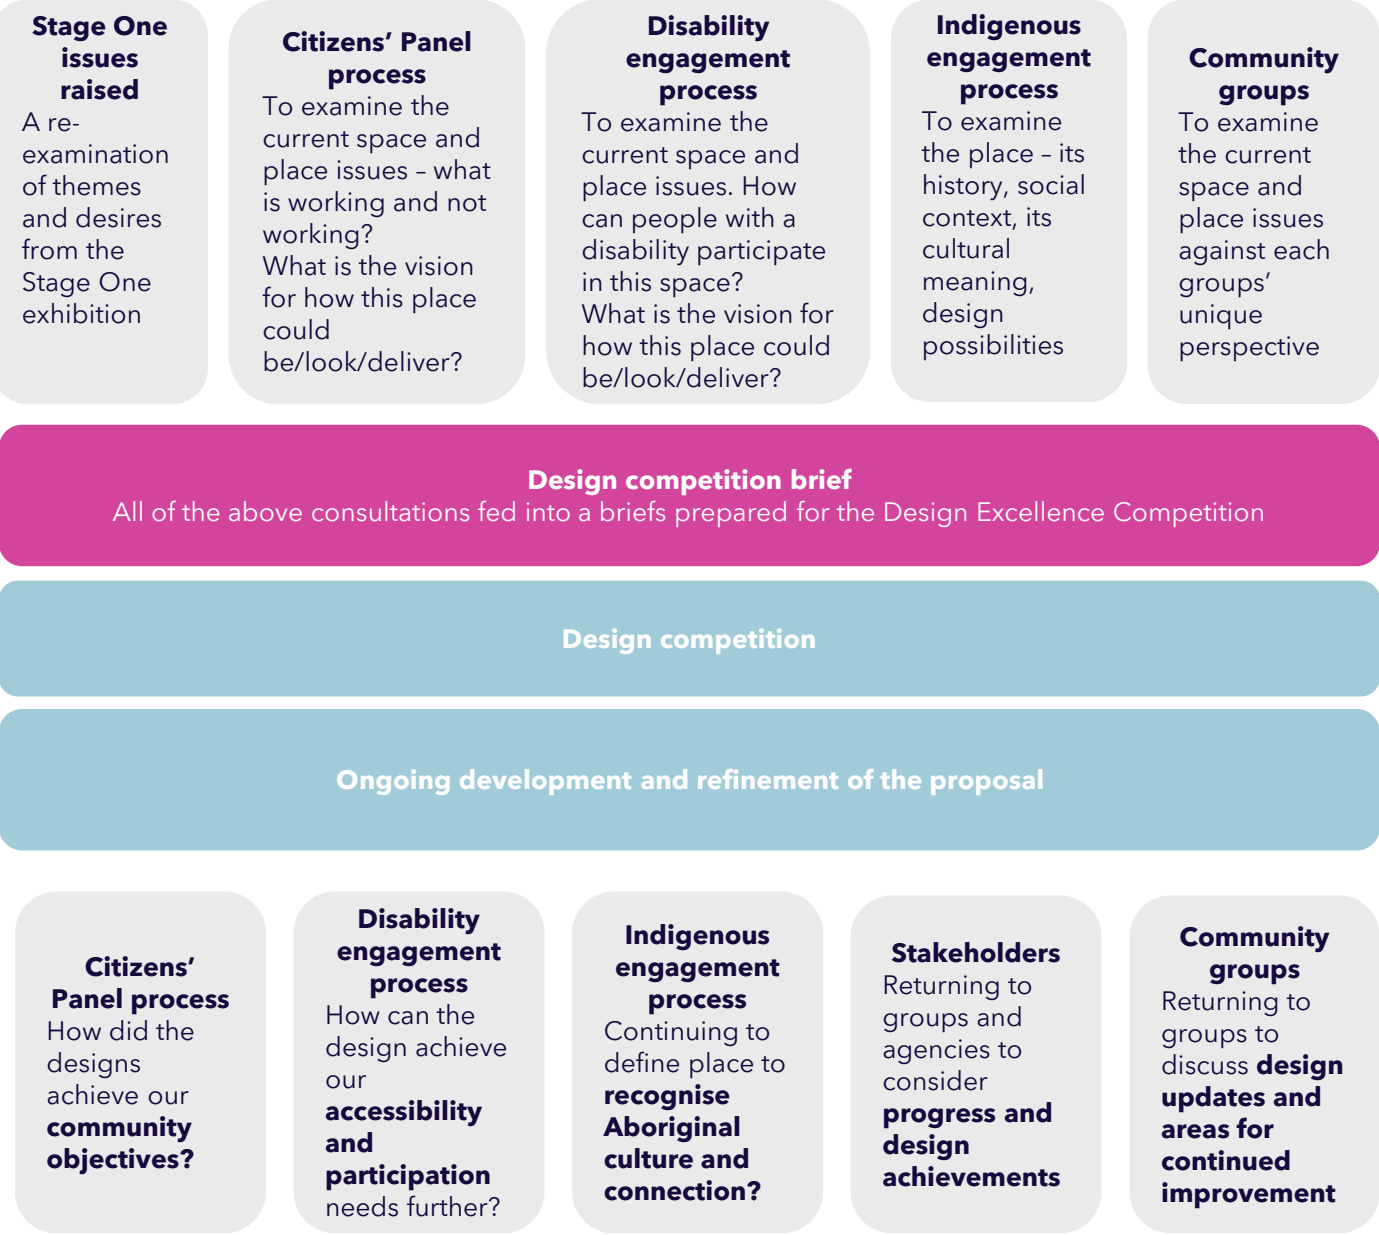 Stage One
issues
raised
A re-
examination
of themes
and desires
from the
Stage One
exhibition
Citizens’ Panel
process
To examine the
current space and
place issues – what
is working and not
working?
What is the vision
for how this place
could
be/look/deliver?
Disability
engagement
process
To examine the
current space and
place issues. How
can people with a
disability participate
in this space?
What is the vision for
how this place could
be/look/deliver?
Indigenous
engagement
process
To examine
the place – its
history, social
context, its
cultural
meaning,
design
possibilities
Community
groups
To examine
the current
space and
place issues
against each
groups’
unique
perspective
Design competition brief
All of the above consultations fed into a briefs prepared for the Design Excellence Competition
Design competition
Ongoing development and refinement of the proposal
Citizens’
Panel process
How did the
designs
achieve our
community
objectives?
Disability
engagement
process
How can the
design achieve
our
accessibility
and
participation
needs further?
Indigenous
engagement
process
Continuing to
define place to
recognise
Aboriginal
culture and
connection?
Stakeholders
Returning to
groups and
agencies to
consider
progress and
design
achievements
Community
groups
Returning to
groups to
discuss design
updates and
areas for
continued
improvement